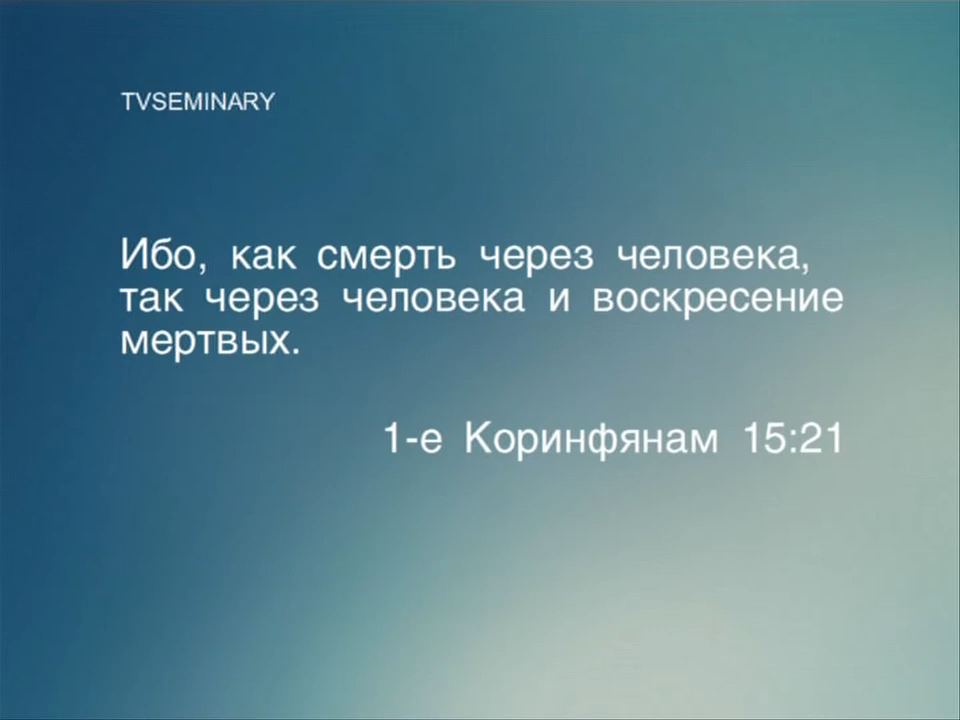 TVSEMINARY
Ибо, как смерть через человека,
так через человека и воскресение
мертвых.
1-е Коринфянам 15:21